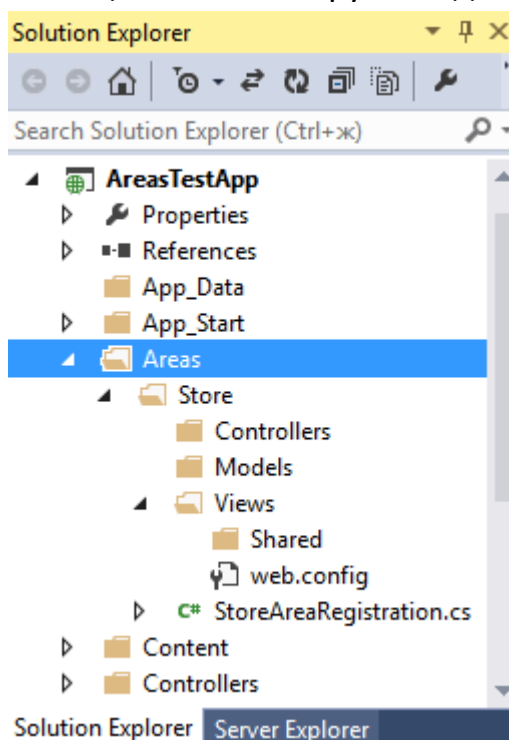 Solution Explorer
Search Solution Explorer (Ctrl+ж)
AreasTestApp
Properties
References
App_Data
App_Start
Areas
Store
Controllers
Models
Views
Shared
web.config
C# StoreAreaRegistration.cs
Content
Controllers
Solution Explorer Server Explorer